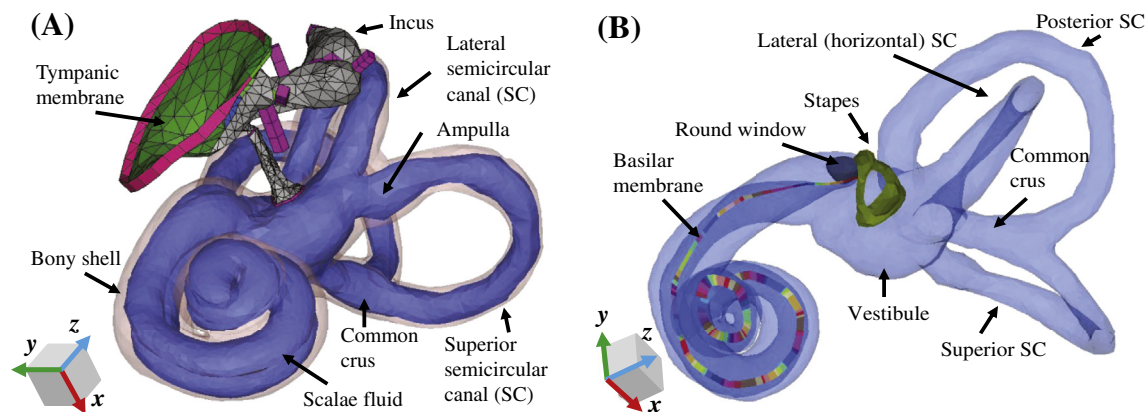 (A)
Incus
Lateral
semicircular
canal (SC)
Tympanic
membrane
Ampulla
Bony shell
Common
crus
Superior
semicircular
canal (SC)
Scalae fluid
y
z
x
(B)
Posterior SC
Lateral (horizontal) SC
Stapes
Round window
Basilar
membrane
Common
crus
Vestibule
Superior SC
y
z
x